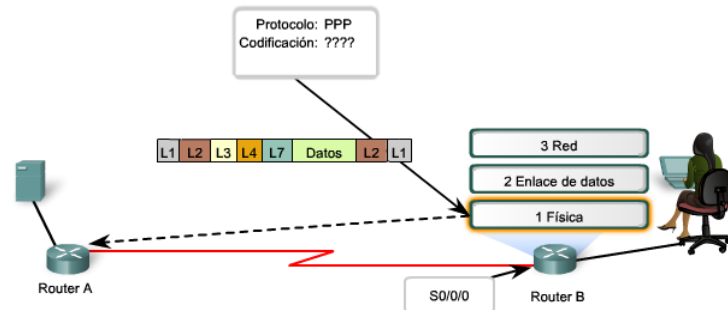 Protocolo: PPP
Codificación: ????
L1 L2 L3 L4 L7 Datos L2 L1
3 Red
2 Enlace de datos
1 Física
Router A
S0/0/0
Router B